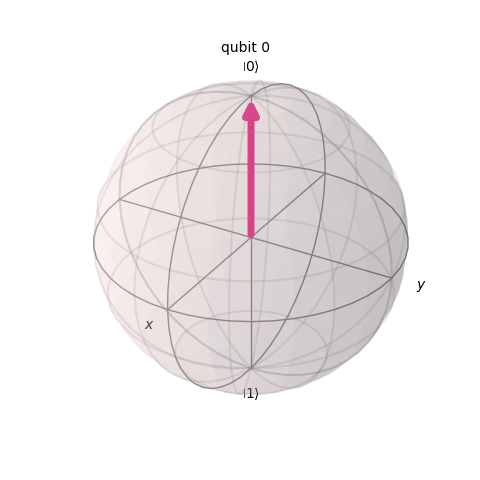 qubit 0
|0⟩
y
x
|1⟩